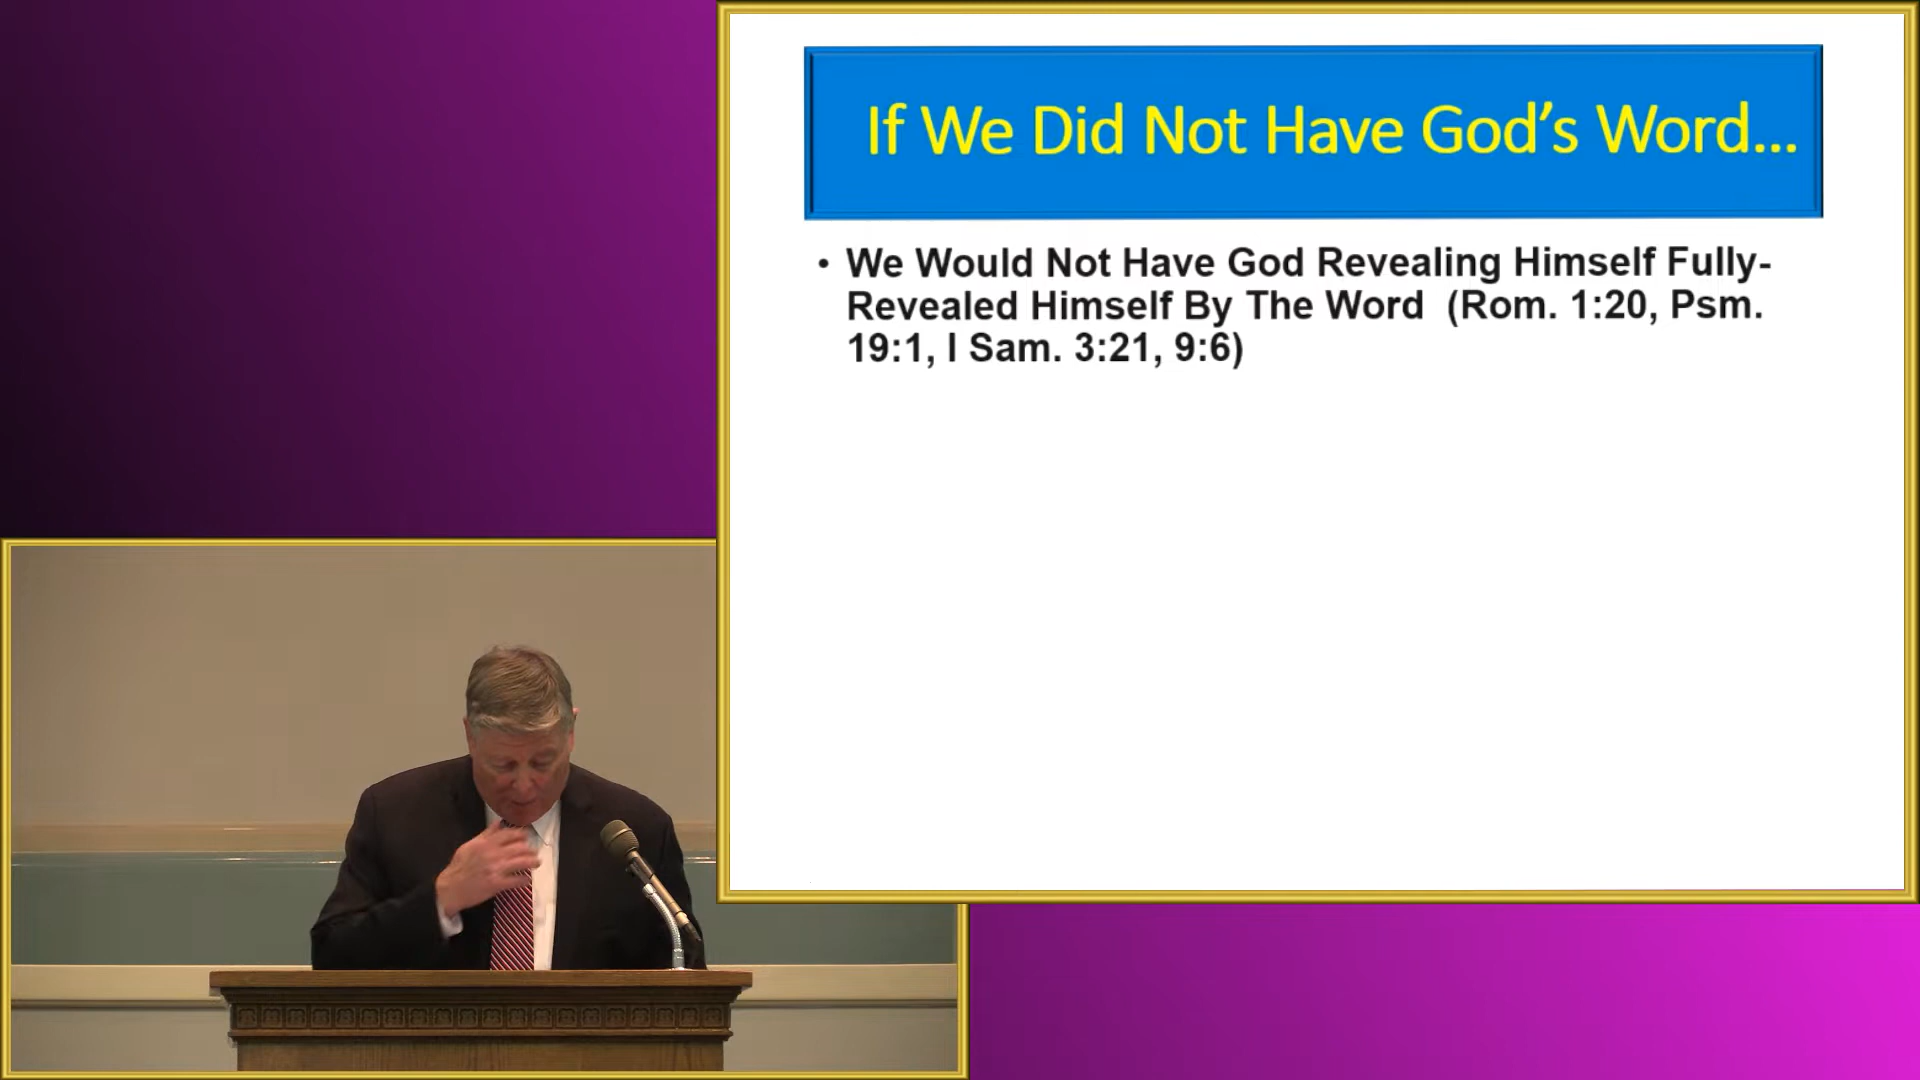 If We Did Not Have God’s Word...
• We Would Not Have God Revealing Himself Fully-
Revealed Himself By The Word  (Rom. 1:20, Psm.
19:1, I Sam. 3:21, 9:6)